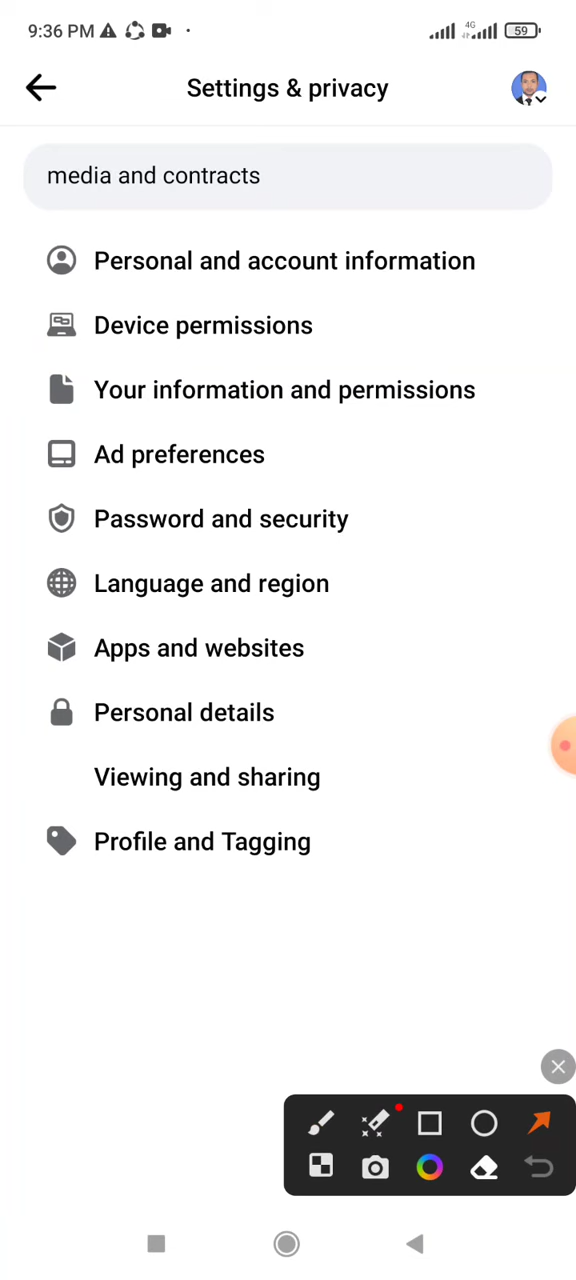 9:36 PM
4G
59
Settings & privacy
media and contracts
Personal and account information
Device permissions
Your information and permissions
Ad preferences
Password and security
Language and region
Apps and websites
Personal details
Viewing and sharing
Profile and Tagging